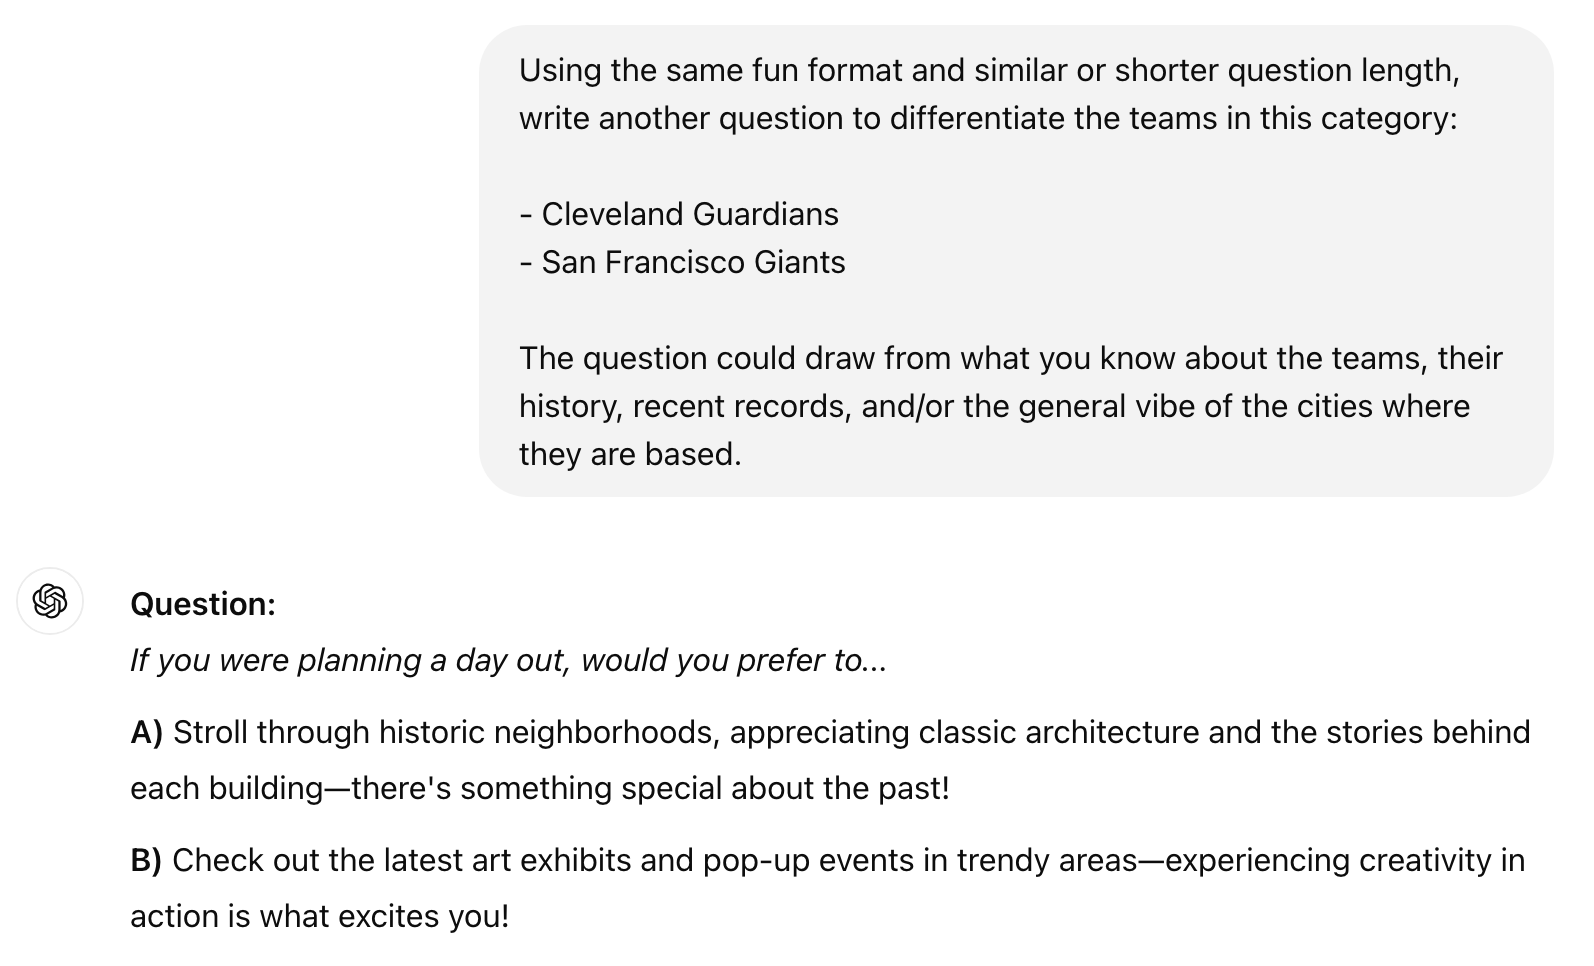 Using the same fun format and similar or shorter question length,
write another question to differentiate the teams in this category:
- Cleveland Guardians
- San Francisco Giants
The question could draw from what you know about the teams, their
history, recent records, and/or the general vibe of the cities where
they are based.
Question:
If you were planning a day out, would you prefer to...
A) Stroll through historic neighborhoods, appreciating classic architecture and the stories behind
each building—there's something special about the past!
B) Check out the latest art exhibits and pop-up events in trendy areas—experiencing creativity in
action is what excites you!